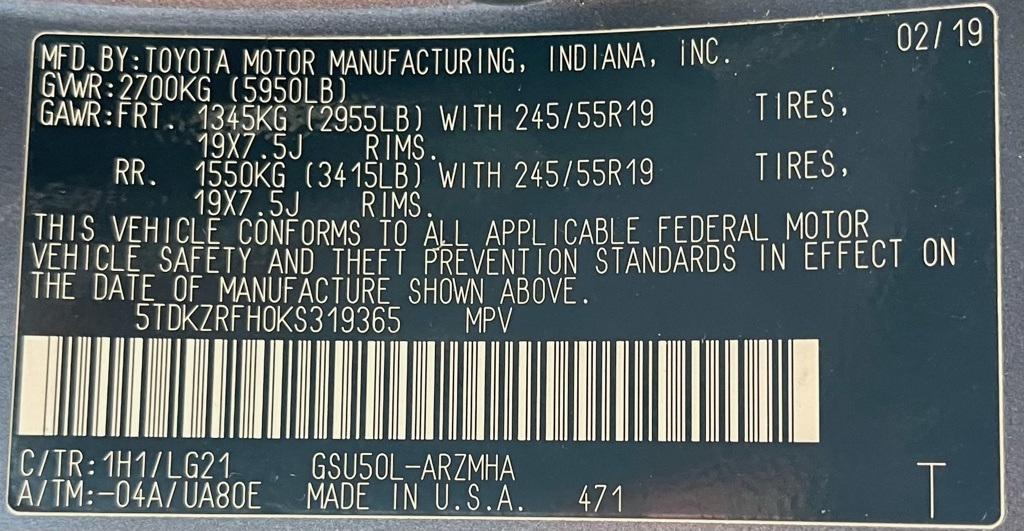 02/19
MFD.BY:TOYOTA MOTOR MANUFACTURING, INDIANA, iNC.
GVWR:2700KG (5950LB)
GAWR:FRT. 1345KG (2955LB) WITH 245/55R19 TIRES,
19X7.5J RIMS.
RR. 1550KG (3415LB) WITH 245/55R19 TIRES,
19X7.5J RIMS.
THIS VEHICLE CONFORMS TO ALL APPLICABLE FEDERAL MOTOR
VEHICLE SAFETY AND THEFT PREVENTION STANDARDS IN EFFECT ON
THE DATE OF MANUFACTURE SHOWN ABOVE.
5TDKZRFH0KS319365 MPV
C/TR:1H1/LG21 GSU50L-ARZMHA
A/TM:-04A/UA80E MADE IN U.S.A. 471 T